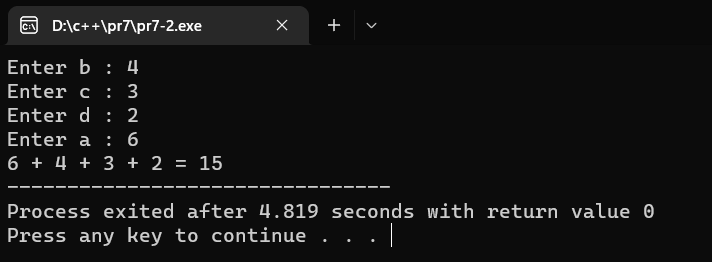 D:\c++\pr7\pr7-2.exe
Enter b : 4
Enter c : 3
Enter d : 2
Enter a : 6
6 + 4 + 3 + 2 = 15
--------------------------------
Process exited after 4.819 seconds with return value 0
Press any key to continue . . .